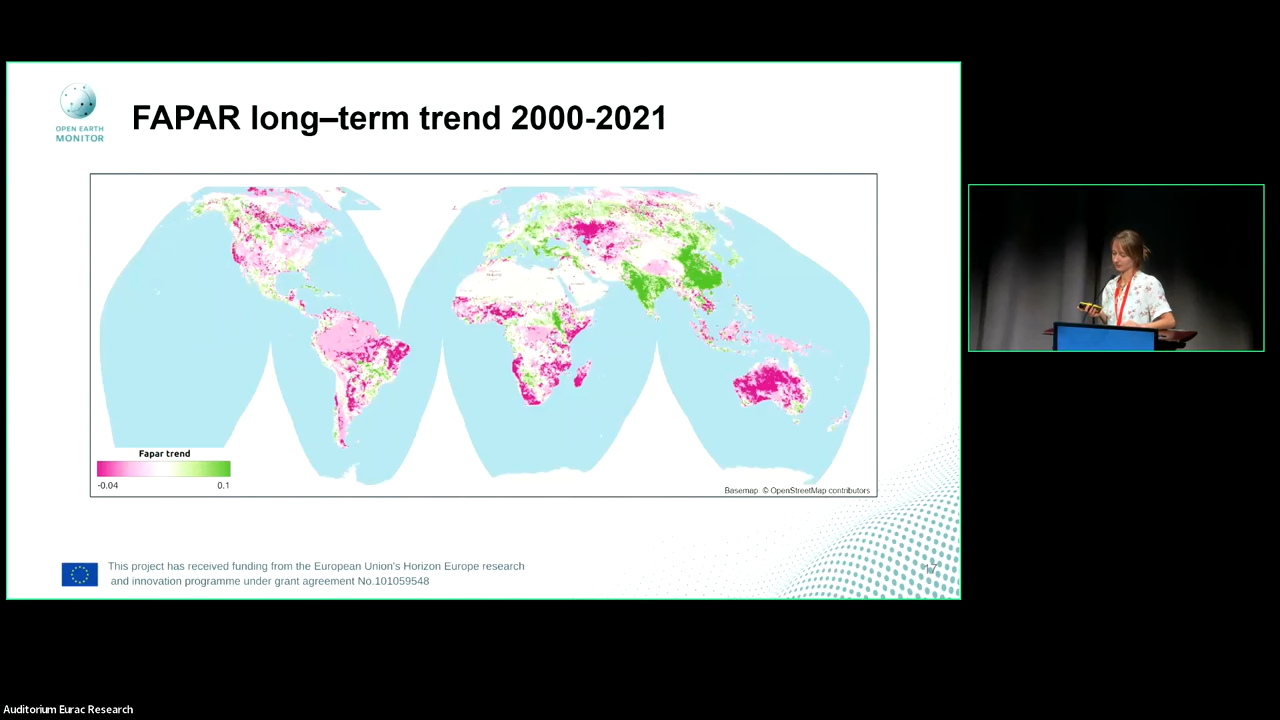 OPEN EARTH
MONITOR
FAPAR long–term trend 2000-2021
Fapar trend
-0.04
0.1
Basemap © OpenStreetMap contributors
This project has received funding from the European Union's Horizon Europe research
and innovation programme under grant agreement No.101059548
17
Auditorium Eurac Research